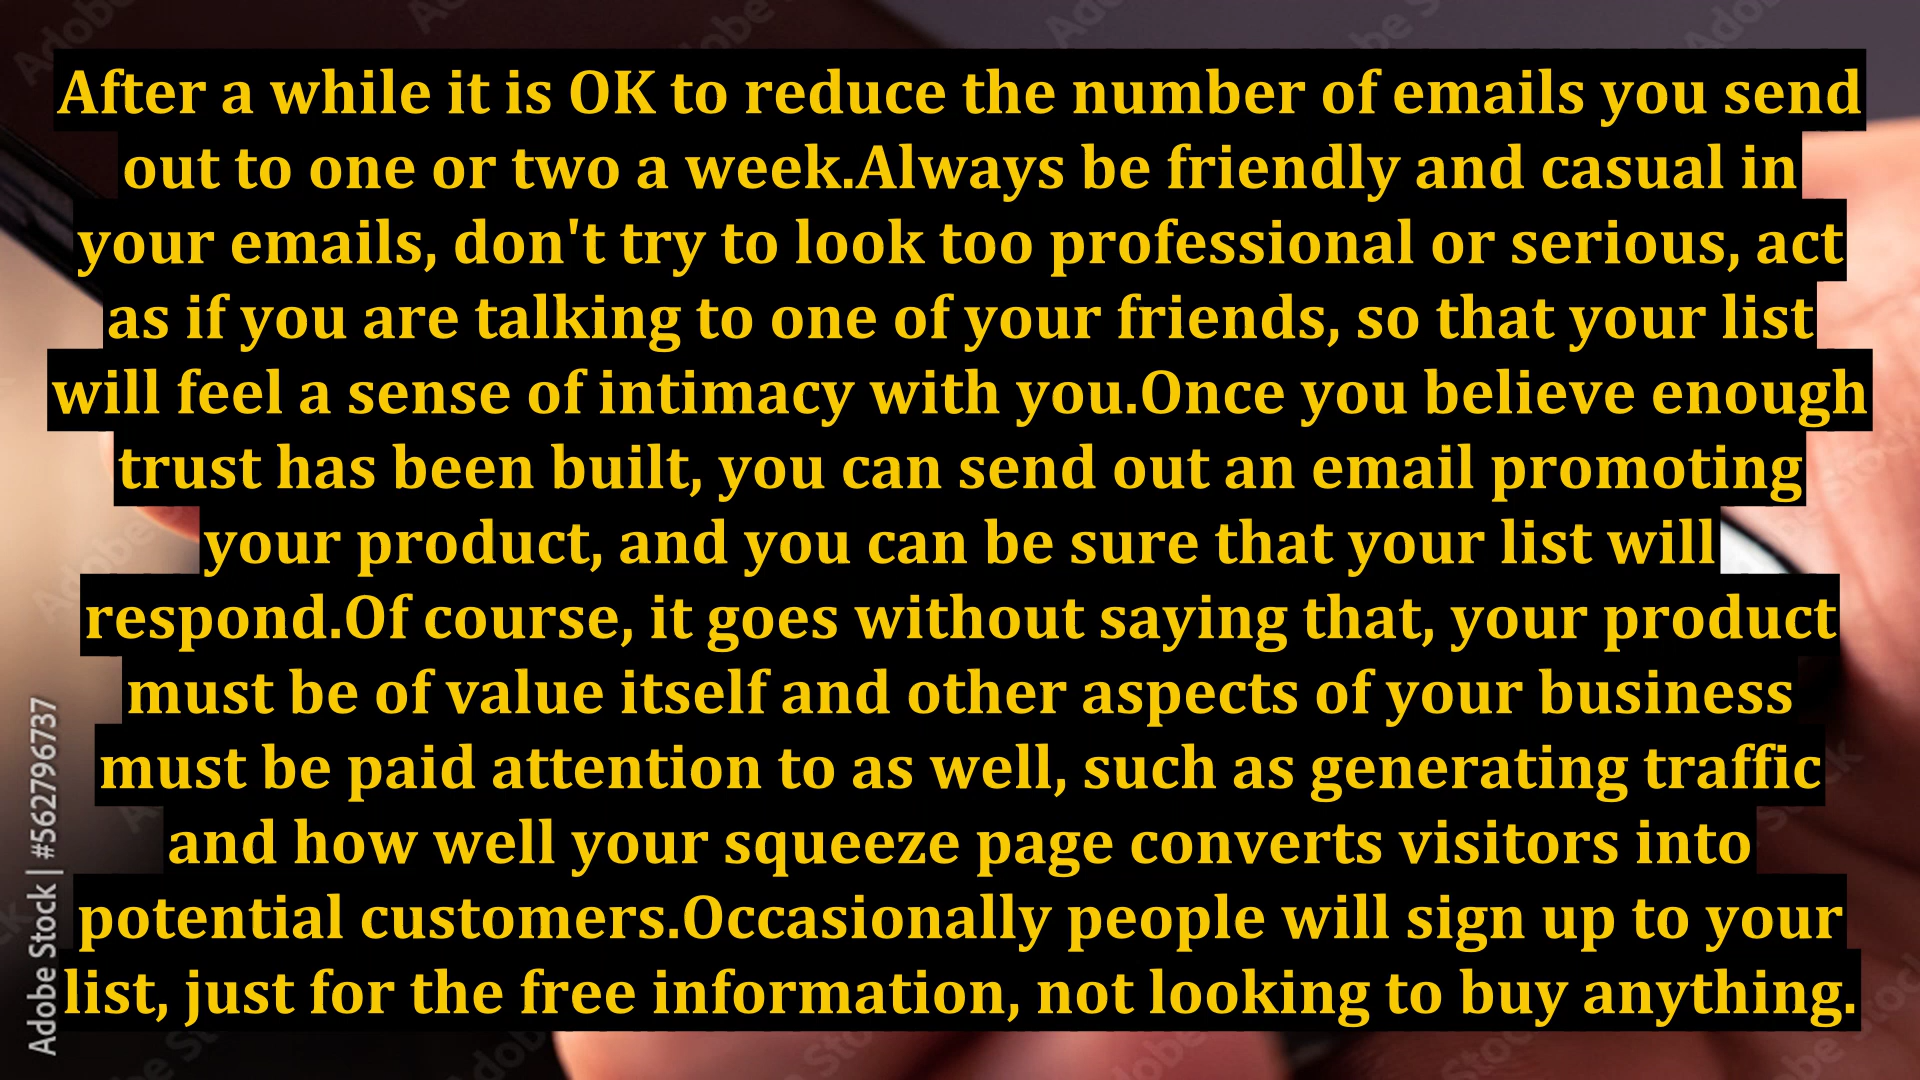 After a while it is OK to reduce the number of emails you send
out to one or two a week.Always be friendly and casual in
your emails, don't try to look too professional or serious, act
as if you are talking to one of your friends, so that your list
will feel a sense of intimacy with you.Once you believe enough
trust has been built, you can send out an email promoting
your product, and you can be sure that your list will
respond.Of course, it goes without saying that, your product
must be of value itself and other aspects of your business
must be paid attention to as well, such as generating traffic
and how well your squeeze page converts visitors into
potential customers.Occasionally people will sign up to your
list, just for the free information, not looking to buy anything.
Adobe Stock | #562796737